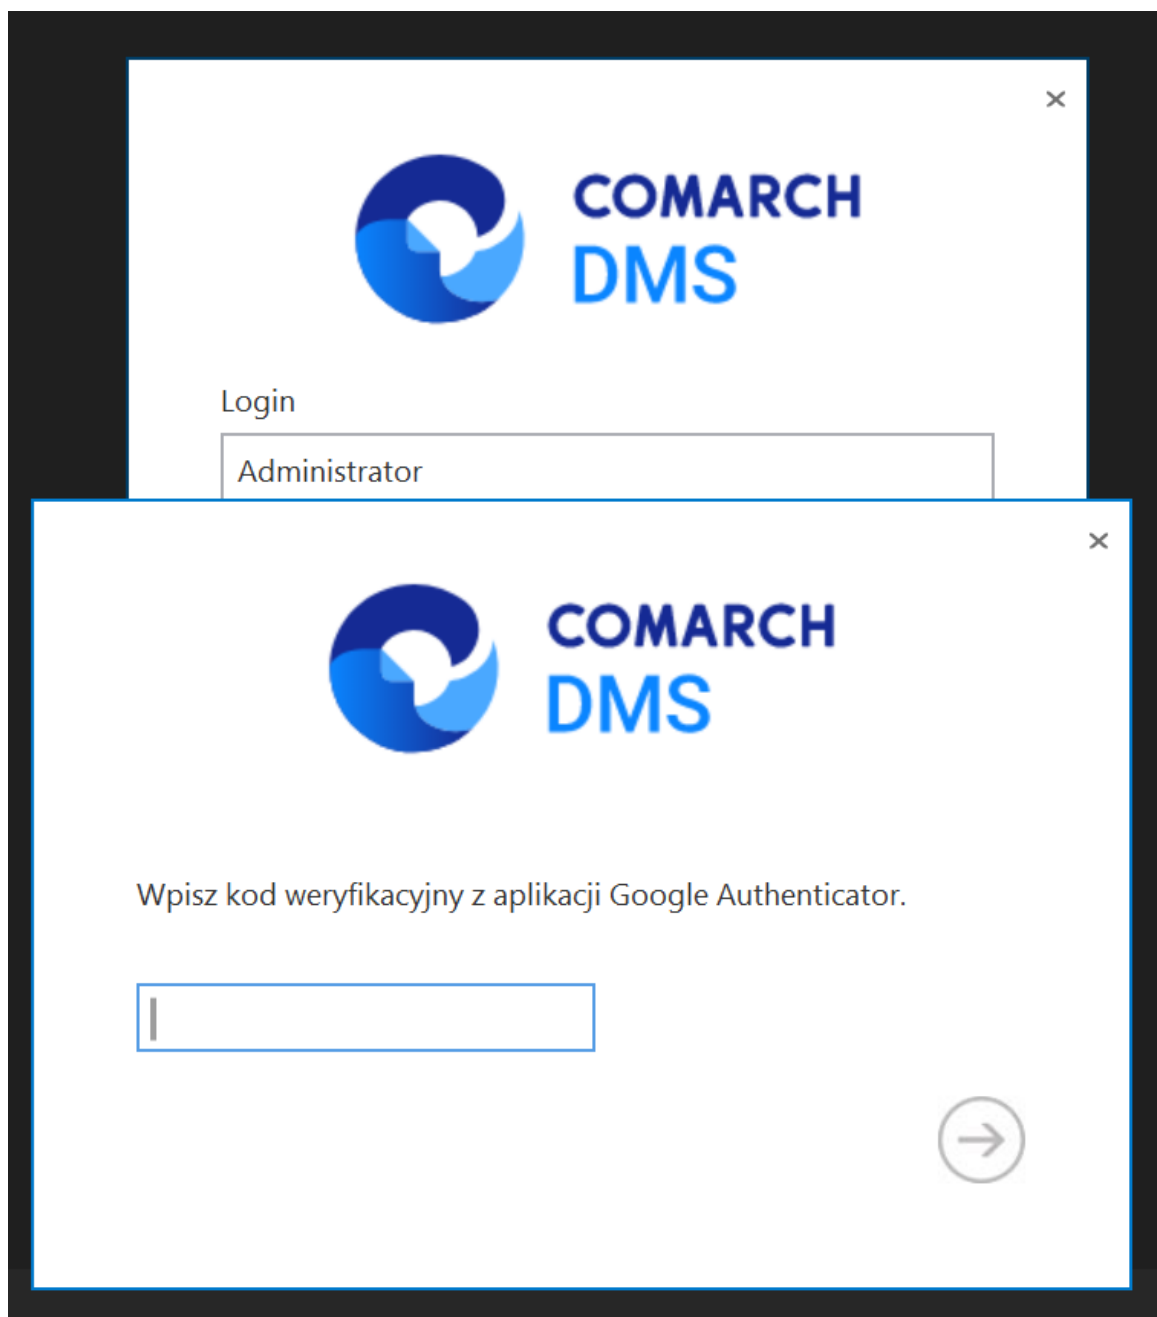 COMARCH
DMS
Login
Administrator
COMARCH
DMS
Wpisz kod weryfikacyjny z aplikacji Google Authenticator.